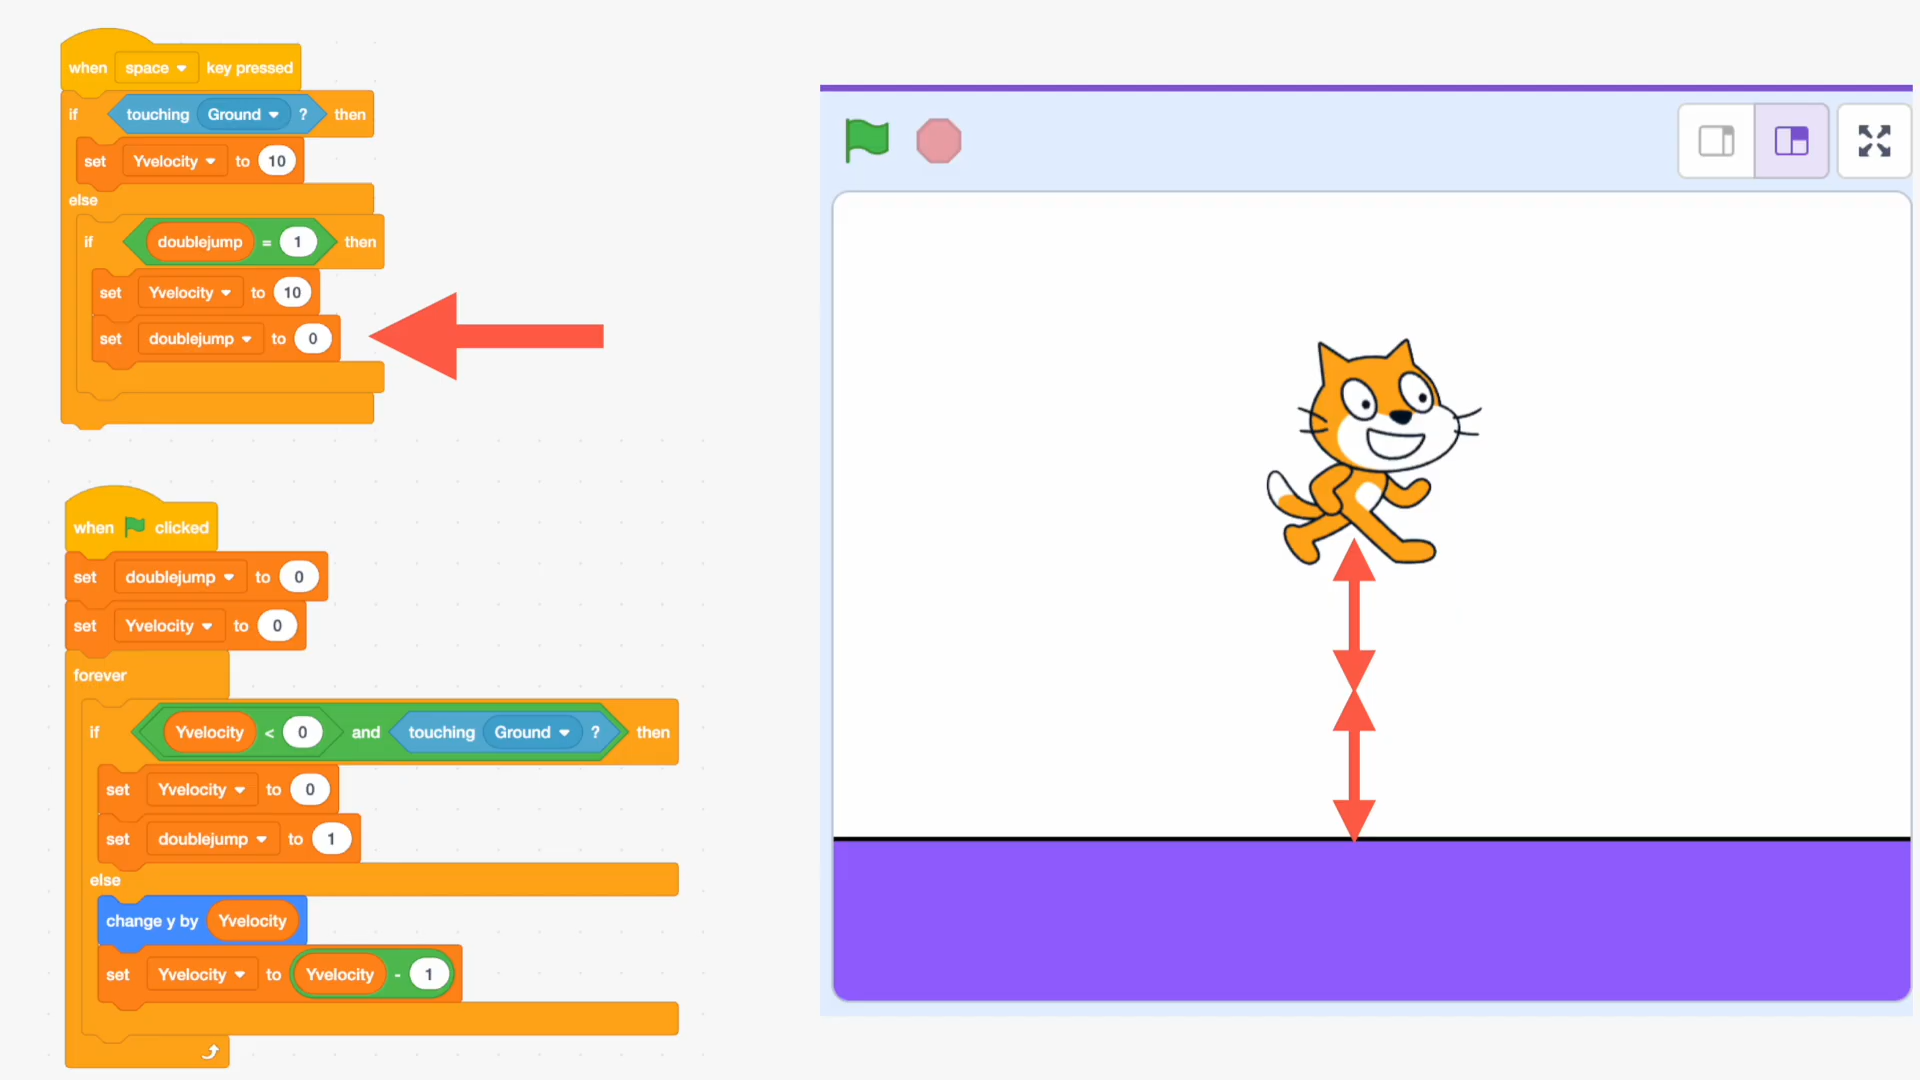 when space key pressed
if touching Ground ? then
set Yvelocity to 10
else
if doublejump = 1 then
set Yvelocity to 10
set doublejump to 0
when clicked
set doublejump to 0
set Yvelocity to 0
forever
if Yvelocity < 0 and touching Ground ? then
set Yvelocity to 0
set doublejump to 1
else
change y by Yvelocity
set Yvelocity to Yvelocity - 1